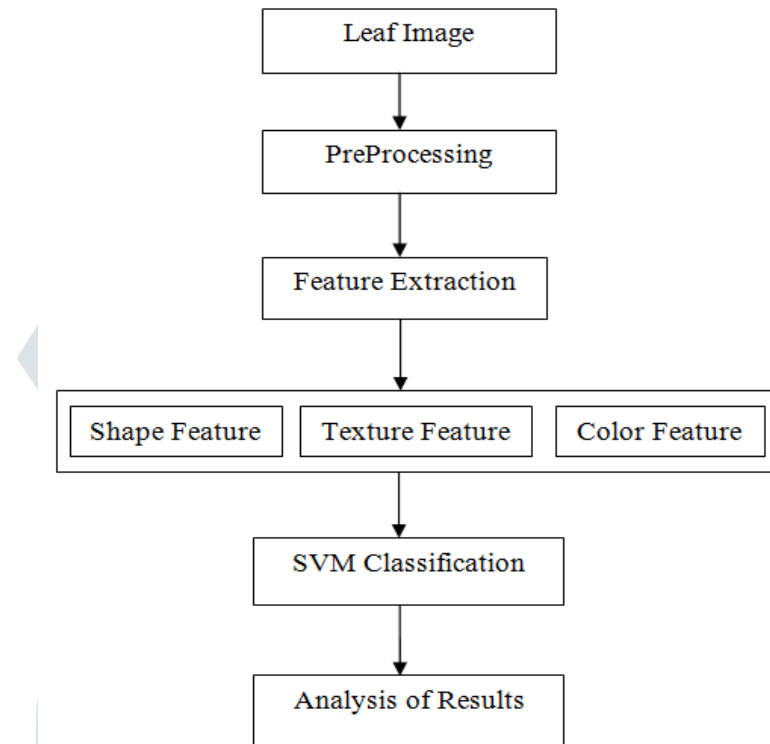 Leaf Image
PreProcessing
Feature Extraction
Shape Feature
Texture Feature
Color Feature
SVM Classification
Analysis of Results